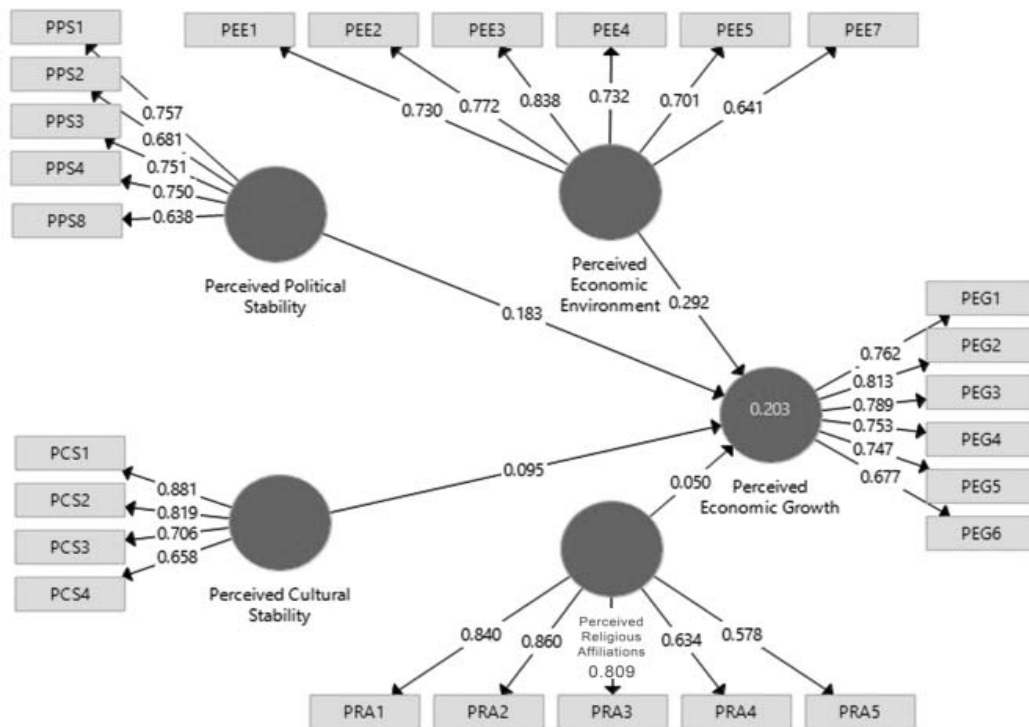 PPS1
PPS2
PPS3
PPS4
PPS8
0.757
0.681
0.751
0.750
0.638
Perceived Political
Stability
PEE1
PEE2
PEE3
PEE4
PEE5
PEE7
0.730
0.772
0.838
0.732
0.701
0.641
Perceived
Economic
Environment
0.183
0.292
0.095
0.050
0.203
Perceived
Economic Growth
PEG1
PEG2
PEG3
PEG4
PEG5
PEG6
0.762
0.813
0.789
0.753
0.747
0.677
PCS1
PCS2
PCS3
PCS4
0.881
0.819
0.706
0.658
Perceived Cultural
Stability
Perceived
Religious
Affiliations
0.840
0.860
0.809
0.634
0.578
PRA1
PRA2
PRA3
PRA4
PRA5